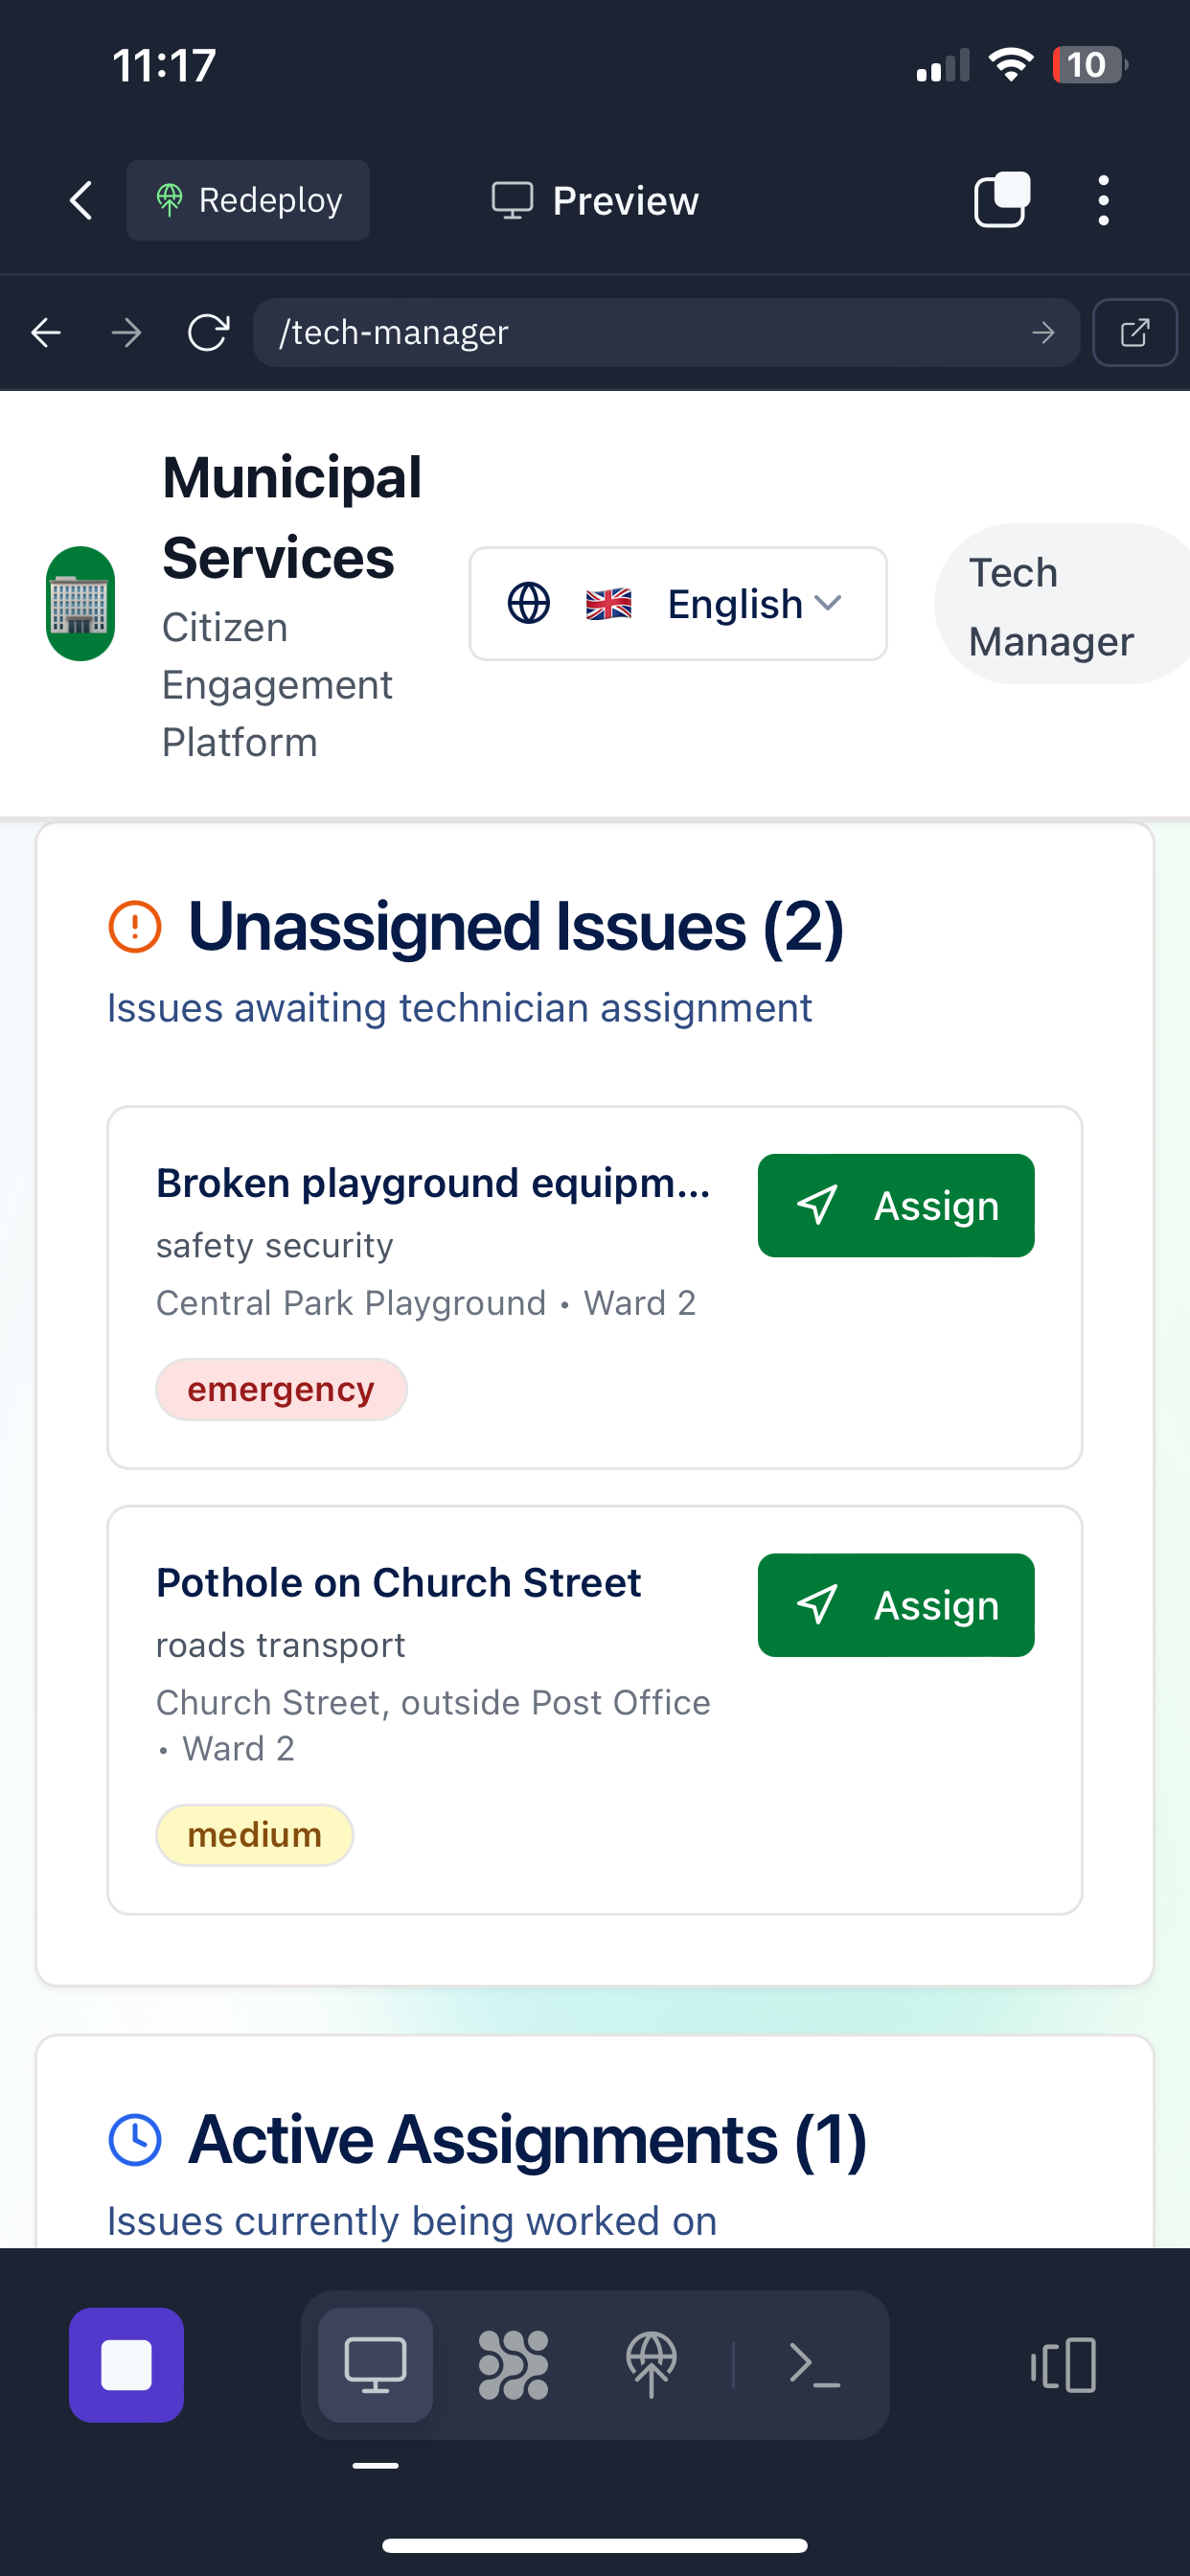 11:17
10
Redeploy
Preview
/tech-manager
Municipal
Services
Citizen
Engagement
Platform
English
Tech
Manager
Unassigned Issues (2)
Issues awaiting technician assignment
Broken playground equipm...
Assign
safety security
Central Park Playground • Ward 2
emergency
Pothole on Church Street
Assign
roads transport
Church Street, outside Post Office
• Ward 2
medium
Active Assignments (1)
Issues currently being worked on